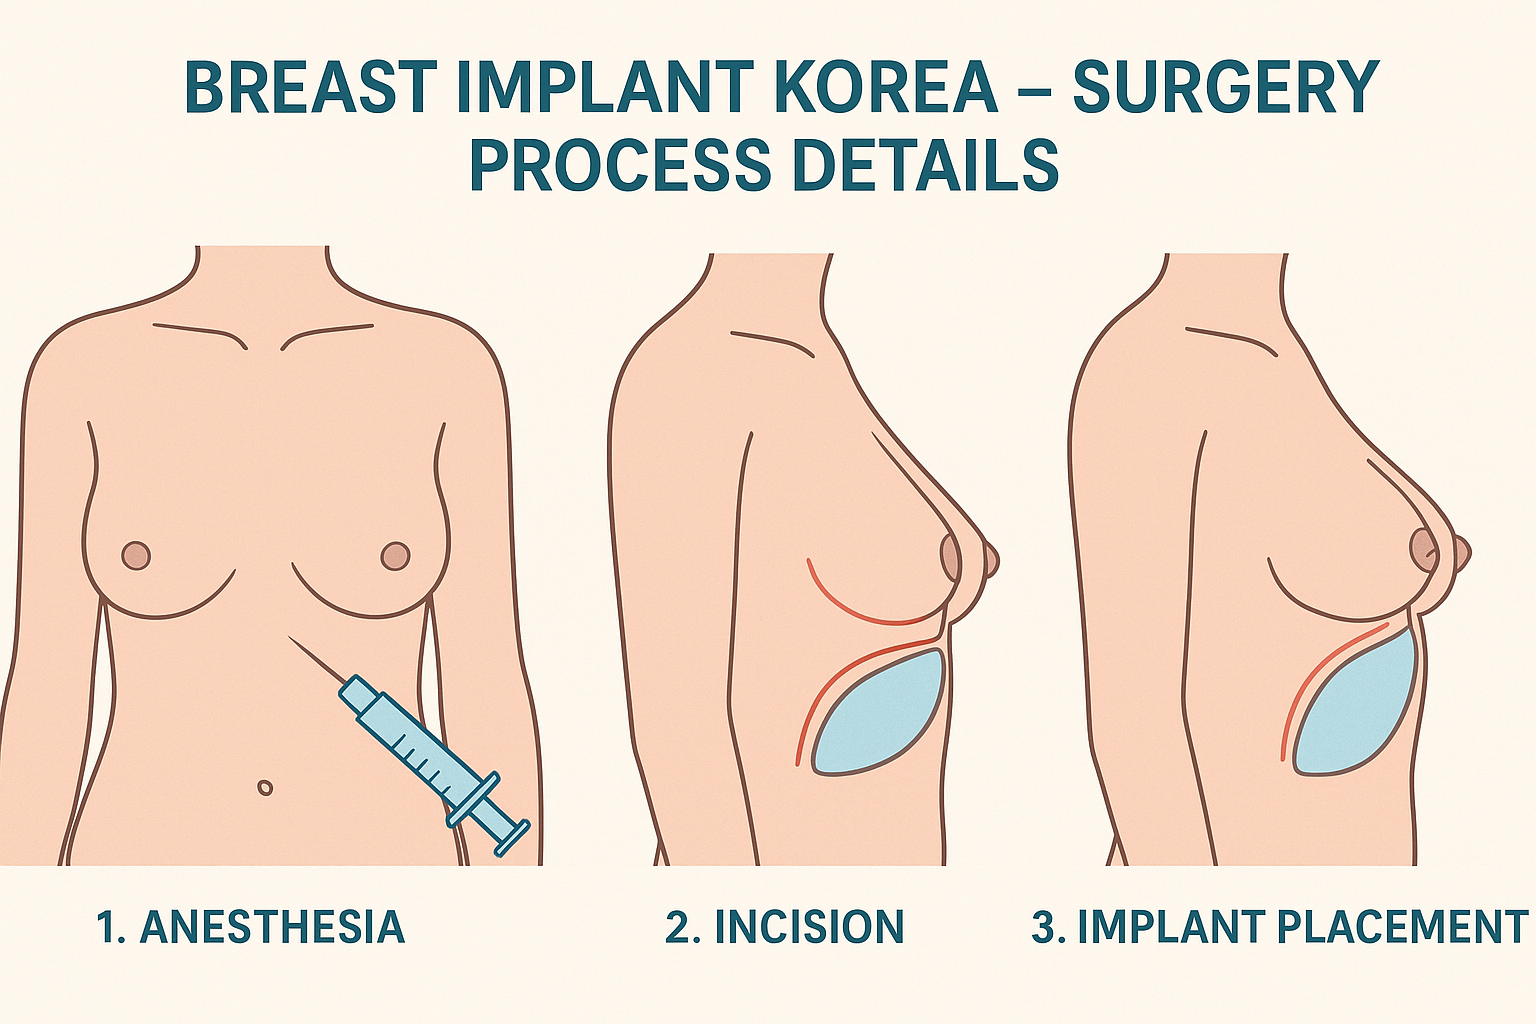 BREAST IMPLANT KOREA – SURGERY
PROCESS DETAILS
1. ANESTHESIA
2. INCISION
3. IMPLANT PLACEMENT